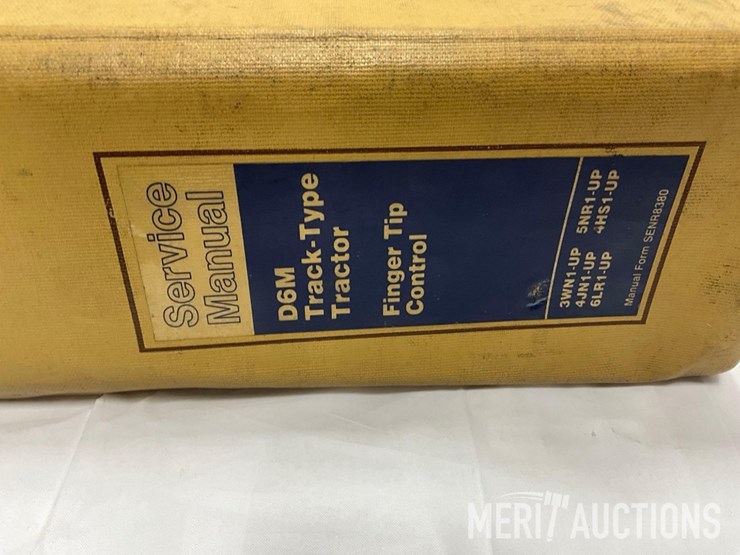 Service
Manual
D6M
Track-Type
Tractor
Finger Tip
Control
3WN1-UP 5NR1-UP
4JN1-UP 4HS1-UP
6LR1-UP
Manual Form SENR8380
MERIT AUCTIONS